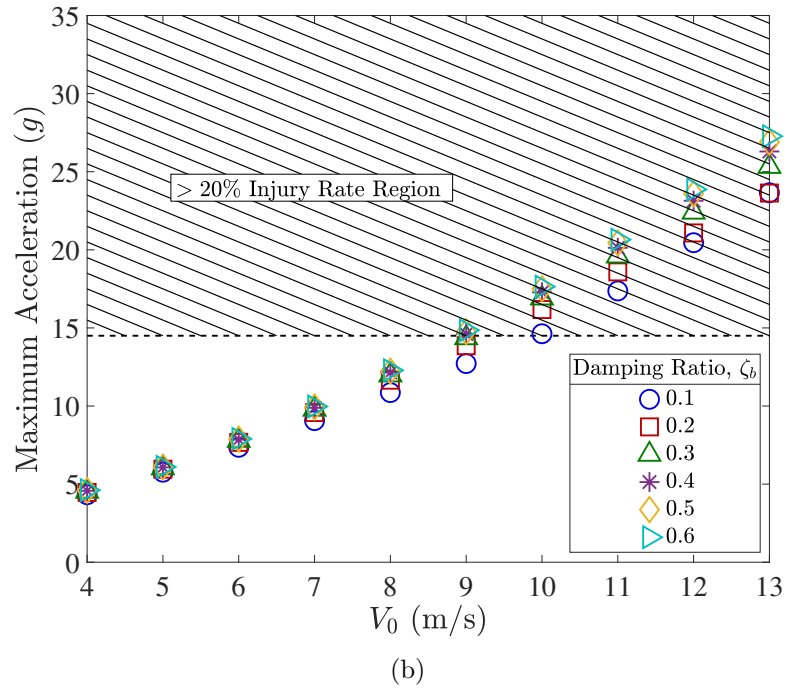 35
30
25
20
15
10
5
0
Maximum Acceleration (g)
> 20% Injury Rate Region
Damping Ratio, ζb
0.1
0.2
0.3
0.4
0.5
0.6
4 5 6 7 8 9 10 11 12 13
V0 (m/s)
(b)